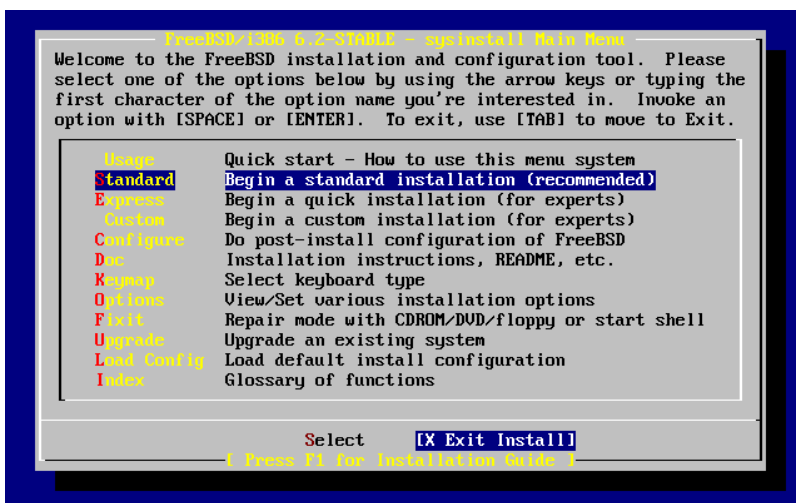 FreeBSD/i386 6.2-STABLE - sysinstall Main Menu
Welcome to the FreeBSD installation and configuration tool.  Please
select one of the options below by using the arrow keys or typing the
first character of the option name you're interested in.  Invoke an
option with [SPACE] or [ENTER].  To exit, use [TAB] to move to Exit.
Usage Quick start - How to use this menu system
Standard Begin a standard installation (recommended)
Express Begin a quick installation (for experts)
Custom Begin a custom installation (for experts)
Configure Do post-install configuration of FreeBSD
Doc Installation instructions, README, etc.
Keymap Select keyboard type
Options View/Set various installation options
Fixit Repair mode with CDROM/DVD/floppy or start shell
Upgrade Upgrade an existing system
Load Config Load default install configuration
Index Glossary of functions
Select [X Exit Install]
[ Press F1 for Installation Guide ]